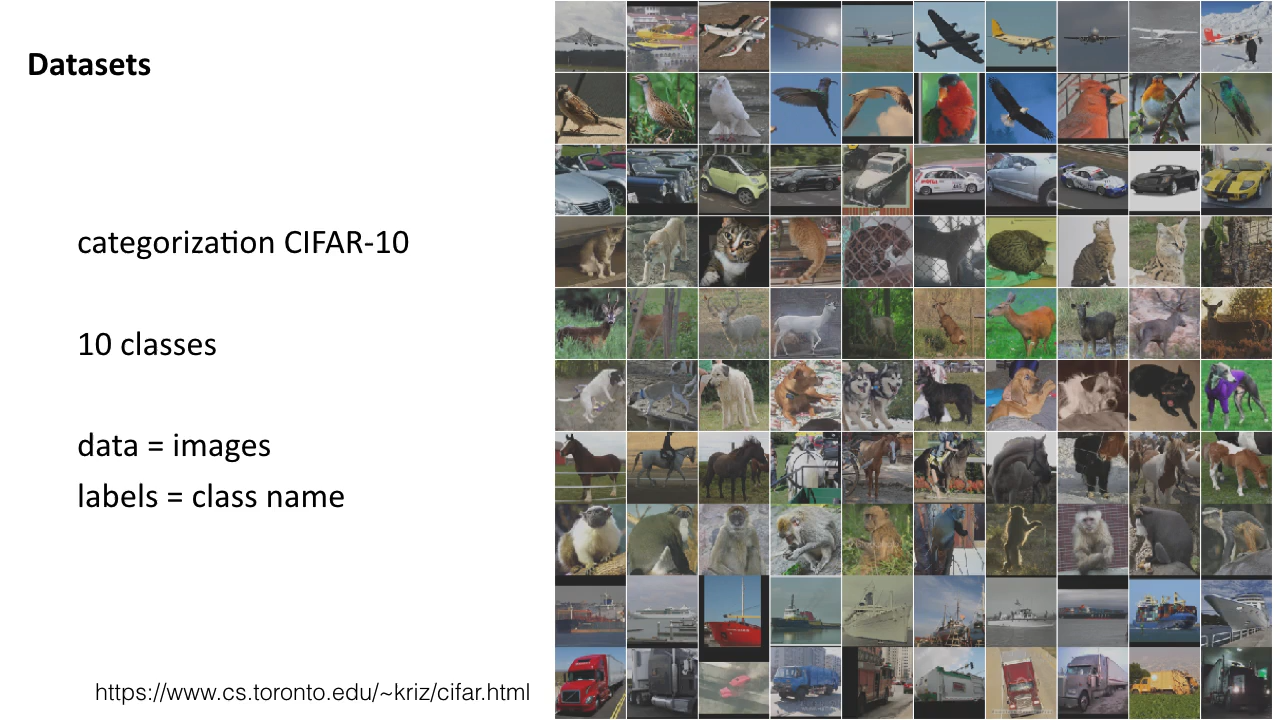 Datasets
categorization CIFAR-10
10 classes
data = images
labels = class name
https://www.cs.toronto.edu/~kriz/cifar.html